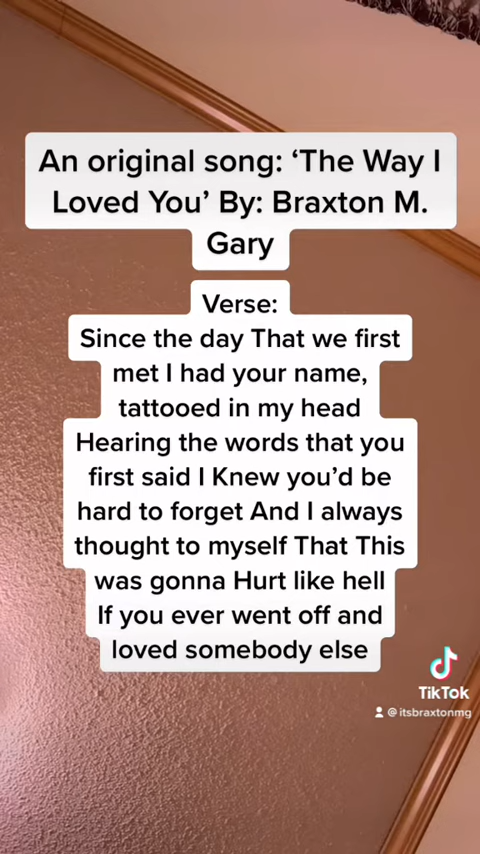 An original song: ‘The Way I
Loved You’ By: Braxton M.
Gary
Verse:
Since the day That we first
met I had your name,
tattooed in my head
Hearing the words that you
first said I Knew you’d be
hard to forget And I always
thought to myself That This
was gonna Hurt like hell
If you ever went off and
loved somebody else
TikTok
@itsbraxtonmg